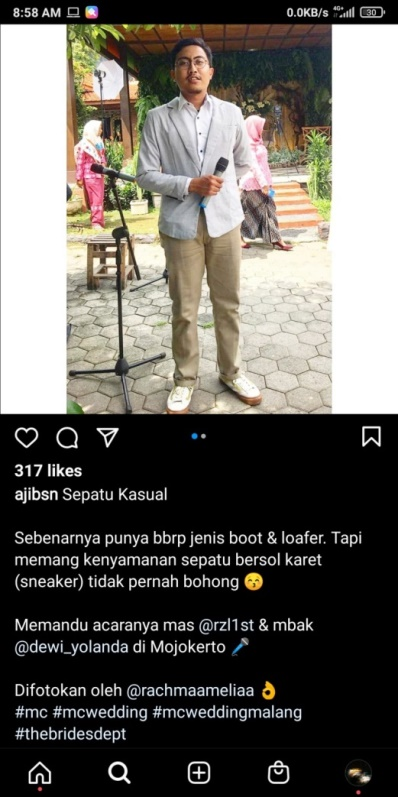 8:58 AM 0.0KB/s 4G+ 30
317 likes
ajibsn Sepatu Kasual
Sebenarnya punya bbrp jenis boot & loafer. Tapi
memang kenyamanan sepatu bersol karet
(sneaker) tidak pernah bohong 😚
Memandu acaranya mas @rzl1st & mbak
@dewi_yolanda di Mojokerto 🎤
Difotokan oleh @rachmaameliaa 👌
#mc #mcwedding #mcweddingmalang
#thebridesdept